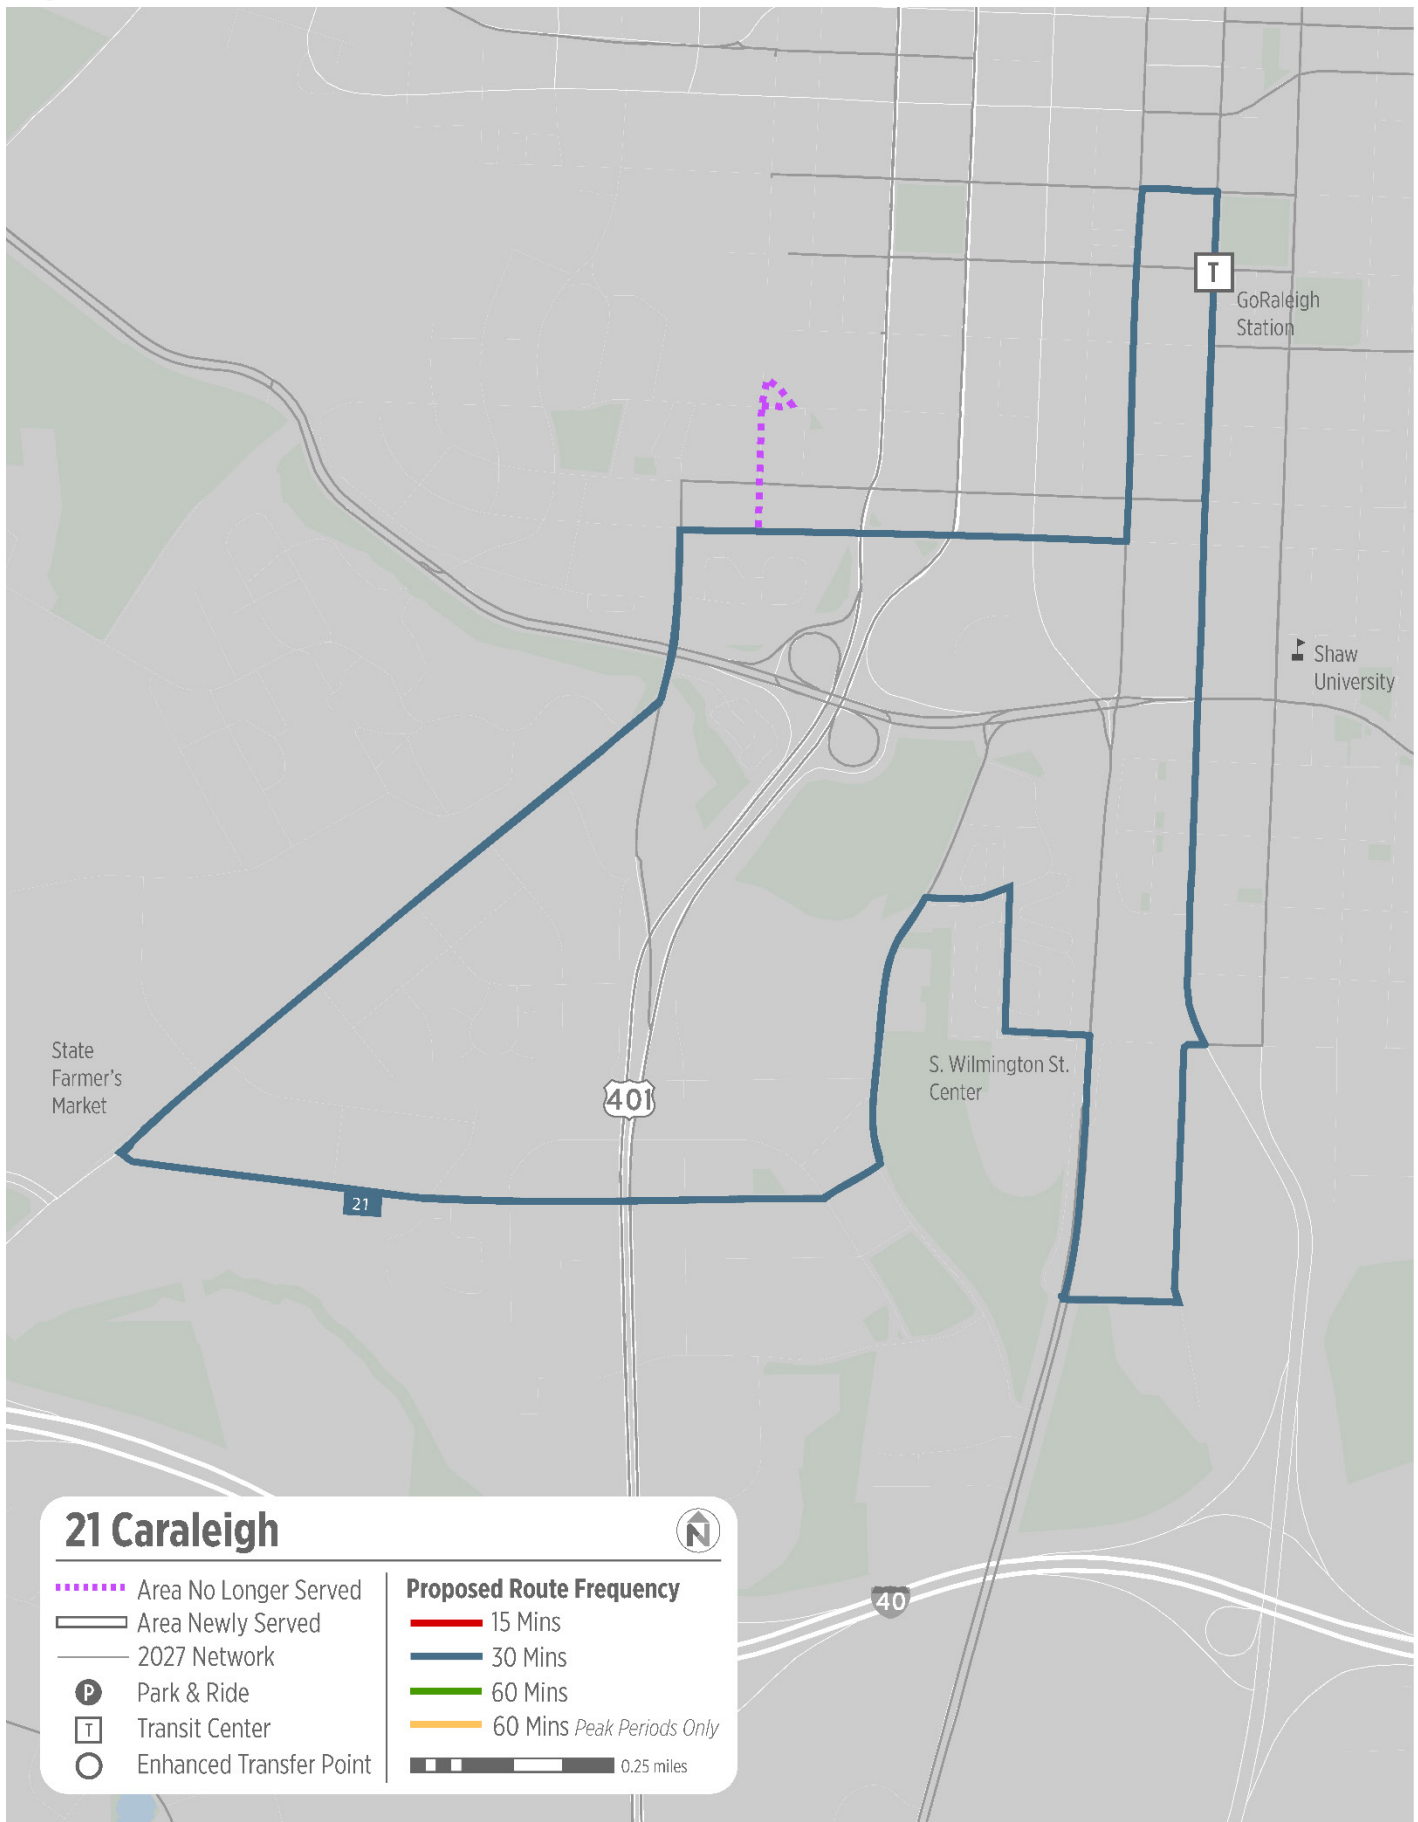 T
GoRaleigh
Station
Shaw
University
State
Farmer's
Market
S. Wilmington St.
Center
401
21
40
21 Caraleigh
N
Area No Longer Served
Area Newly Served
2027 Network
P Park & Ride
T Transit Center
Enhanced Transfer Point
Proposed Route Frequency
15 Mins
30 Mins
60 Mins
60 Mins Peak Periods Only
0.25 miles